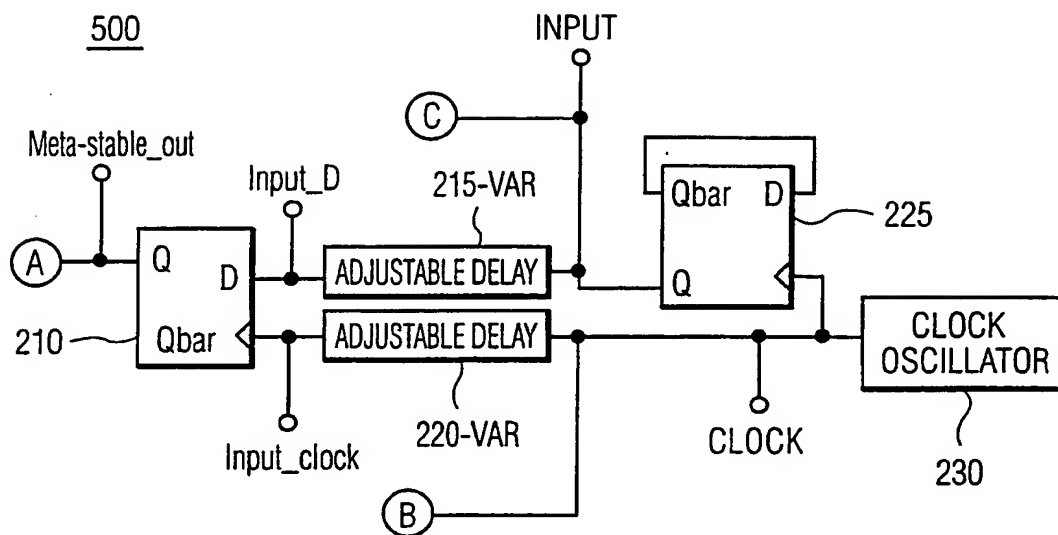 500
INPUT
C
Meta-stable_out
Input_D
215-VAR
Qbar D
225
A
Q
D
ADJUSTABLE DELAY
Q
210
Qbar
ADJUSTABLE DELAY
CLOCK
OSCILLATOR
220-VAR
Input_clock
CLOCK
230
B